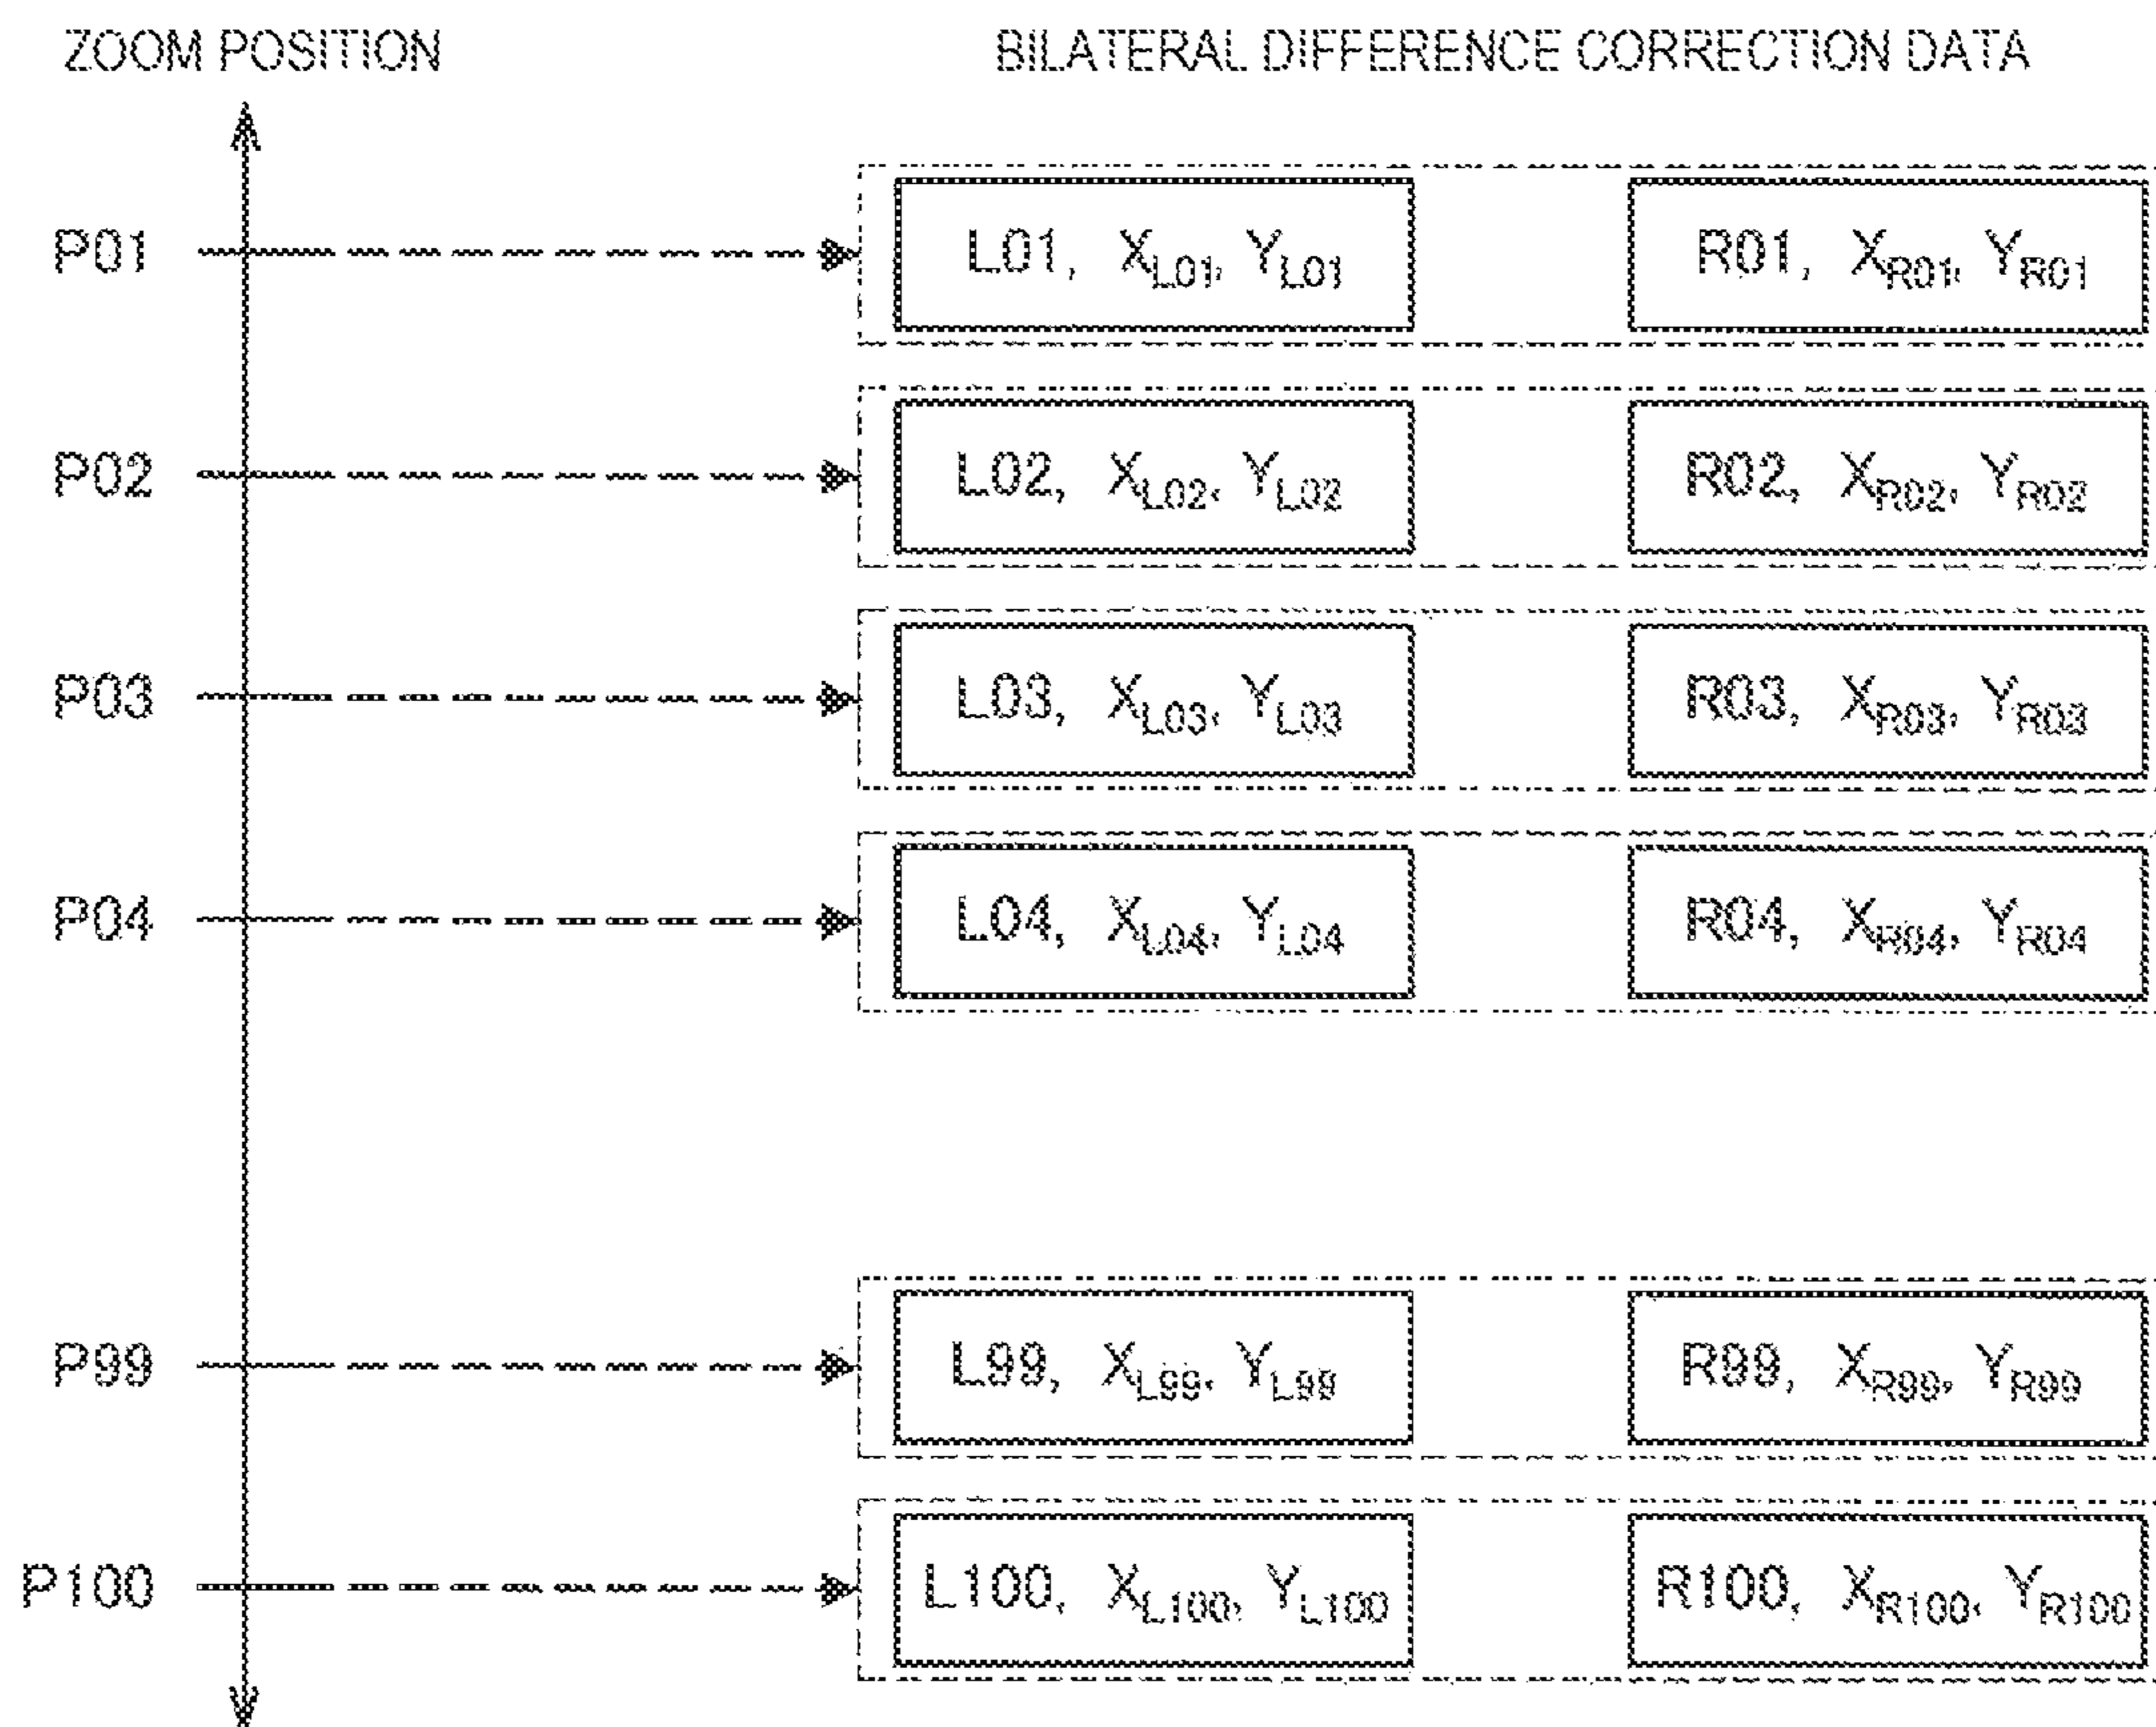 ZOOM POSITION BILATERAL DIFFERENCE CORRECTION DATA
P01 L01, XL01, YL01 R01, XR01, YR01
P02 L02, XL02, YL02 R02, XR02, YR02
P03 L03, XL03, YL03 R03, XR03, YR03
P04 L04, XL04, YL04 R04, XR04, YR04
P99 L99, XL99, YL99 R99, XR99, YR99
P100 L100, XL100, YL100 R100, XR100, YR100